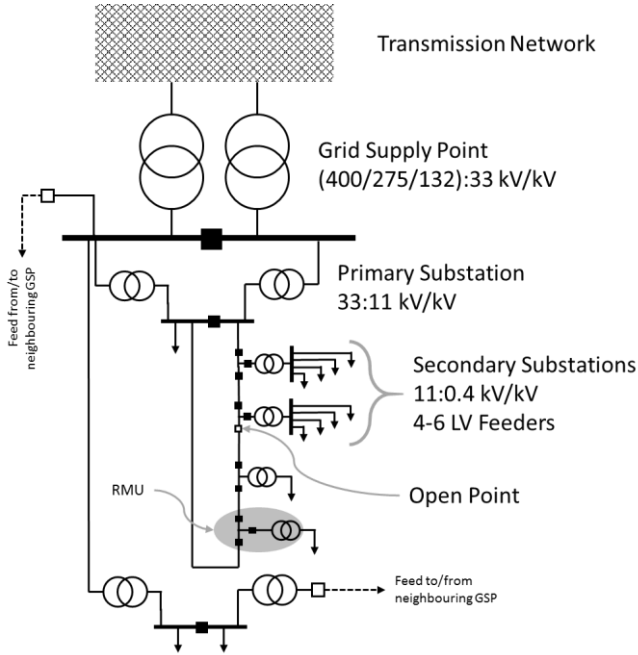 Transmission Network
Grid Supply Point
(400/275/132):33 kV/kV
Feed from/to
neighbouring GSP
Primary Substation
33:11 kV/kV
Secondary Substations
11:0.4 kV/kV
4-6 LV Feeders
RMU
Open Point
Feed to/from
neighbouring GSP